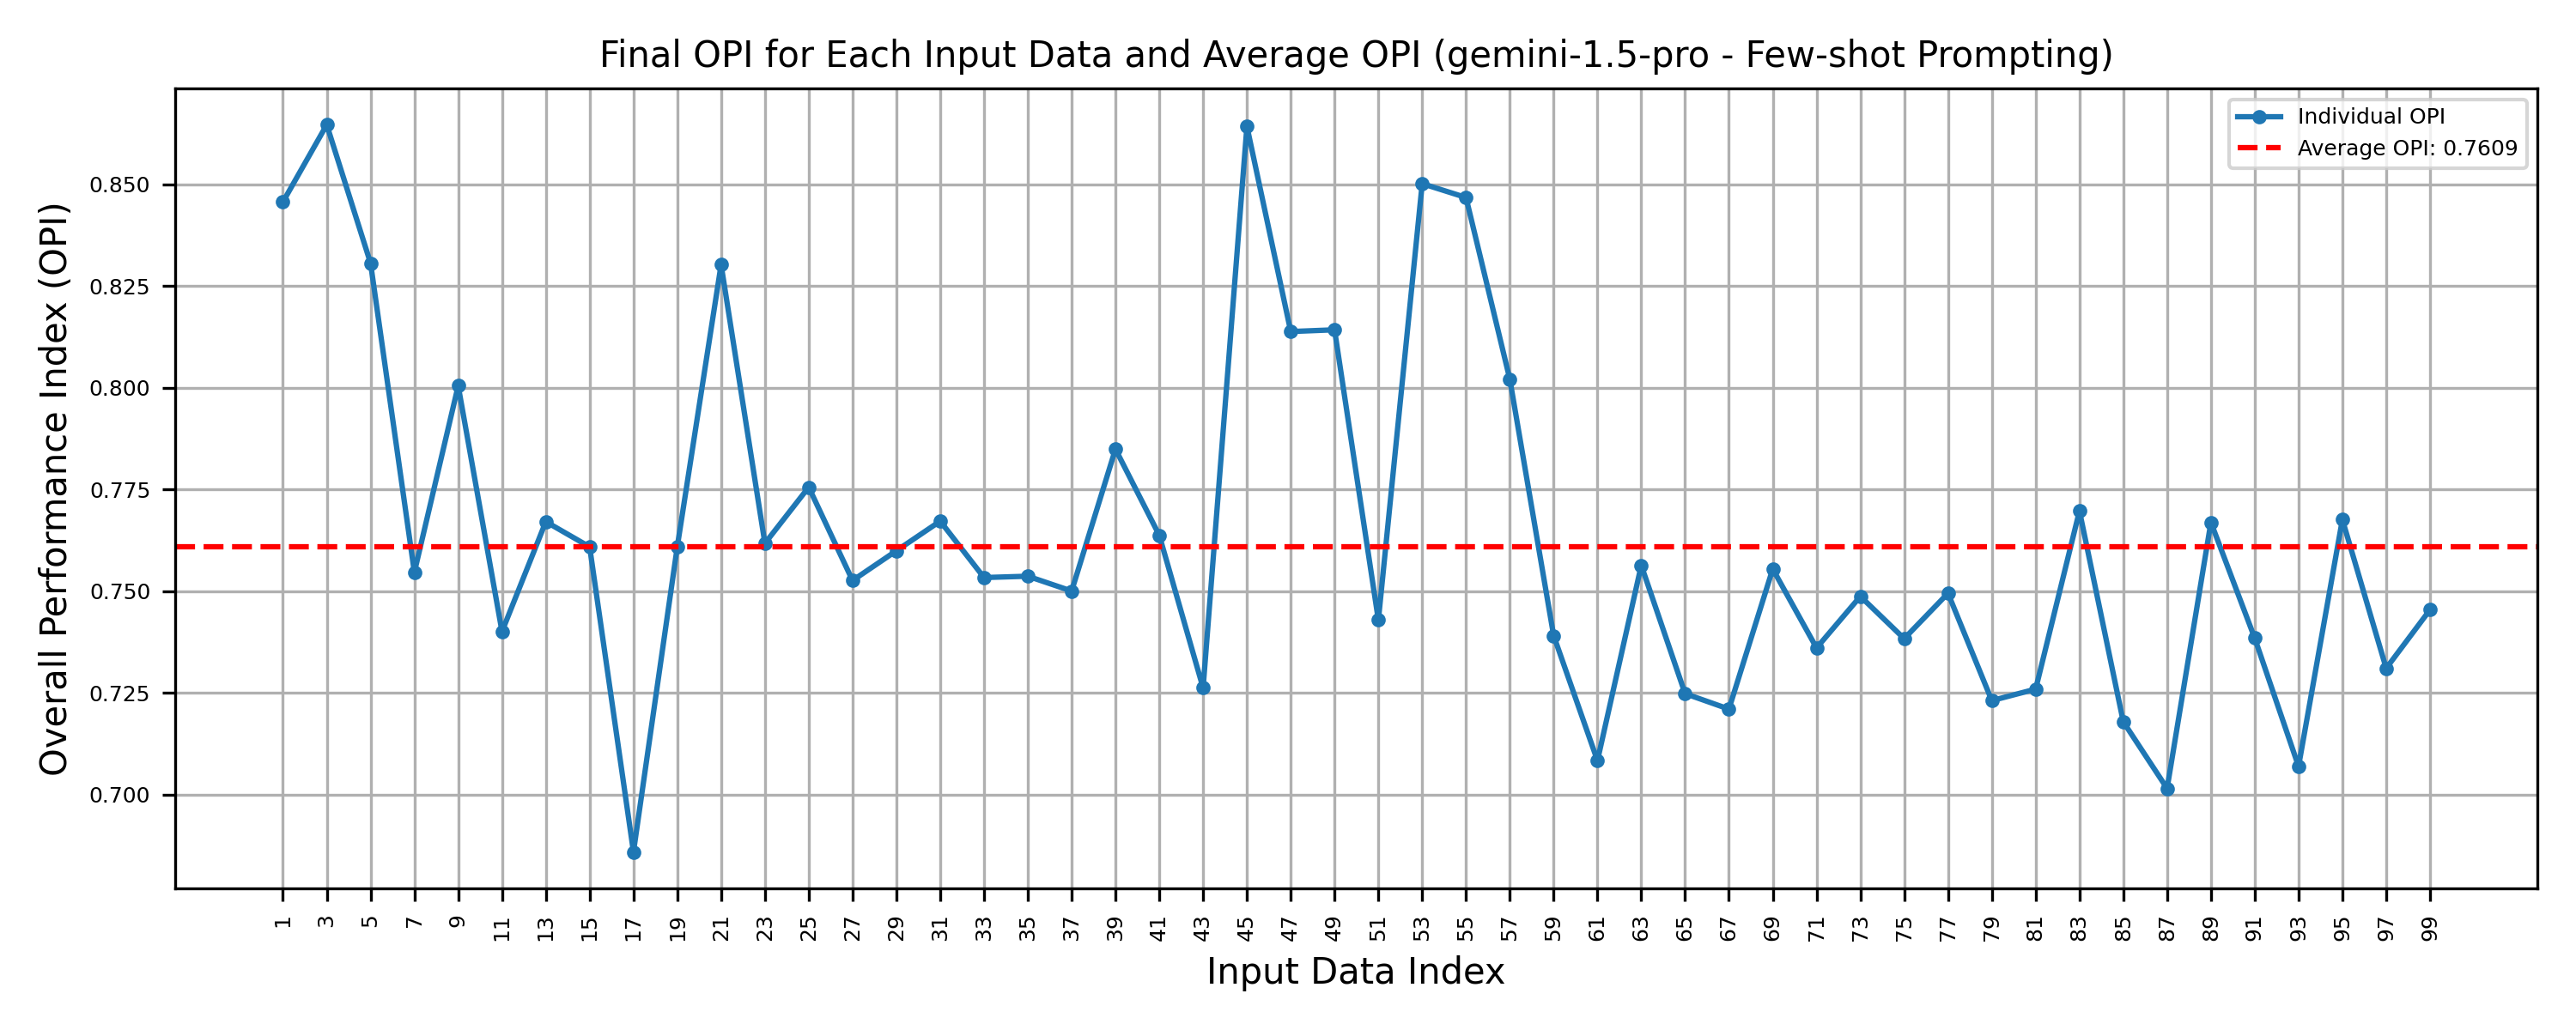 Final OPI for Each Input Data and Average OPI (gemini-1.5-pro - Few-shot Prompting)
Individual OPI
Average OPI: 0.7609
Overall Performance Index (OPI)
0.850
0.825
0.800
0.775
0.750
0.725
0.700
1 3 5 7 9 11 13 15 17 19 21 23 25 27 29 31 33 35 37 39 41 43 45 47 49 51 53 55 57 59 61 63 65 67 69 71 73 75 77 79 81 83 85 87 89 91 93 95 97 99
Input Data Index